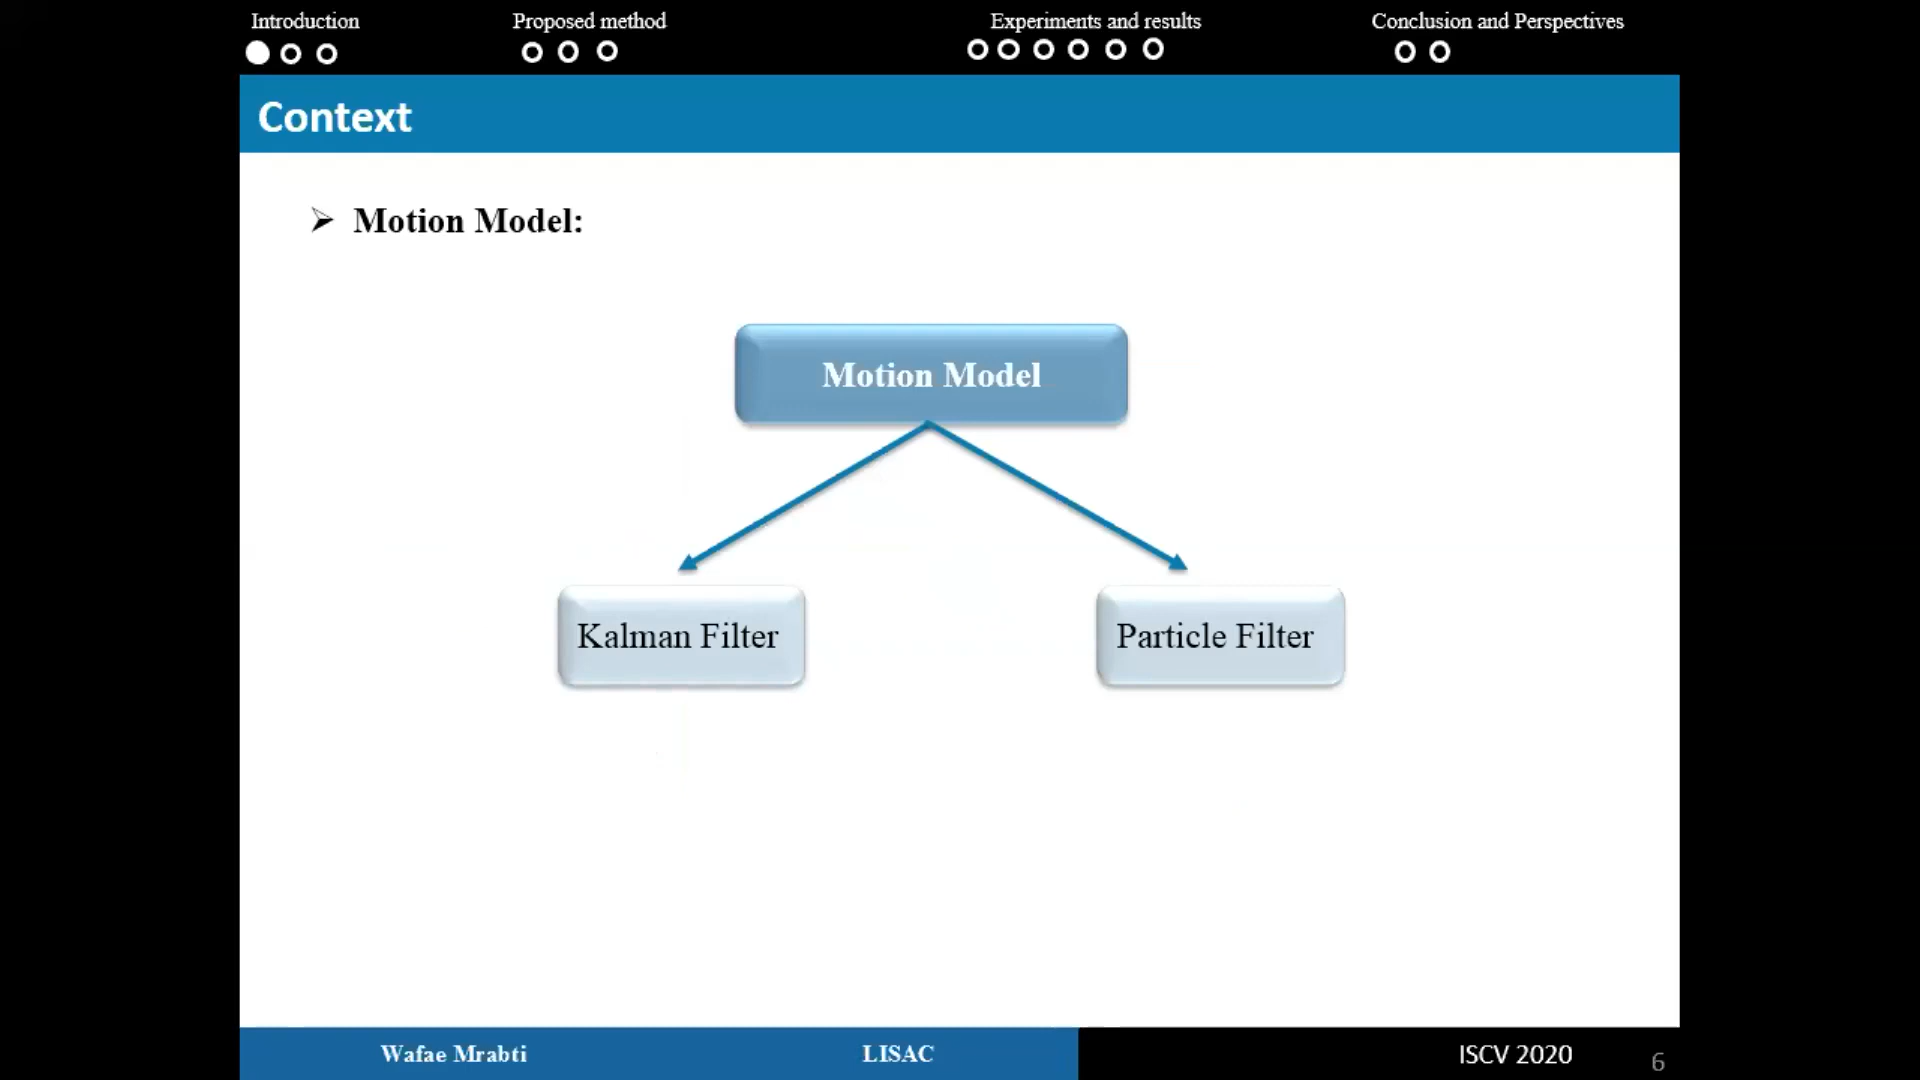 Introduction
Proposed method
Experiments and results
Conclusion and Perspectives
Context
Motion Model:
Motion Model
Kalman Filter
Particle Filter
Wafae Mrabti
LISAC
ISCV 2020
6